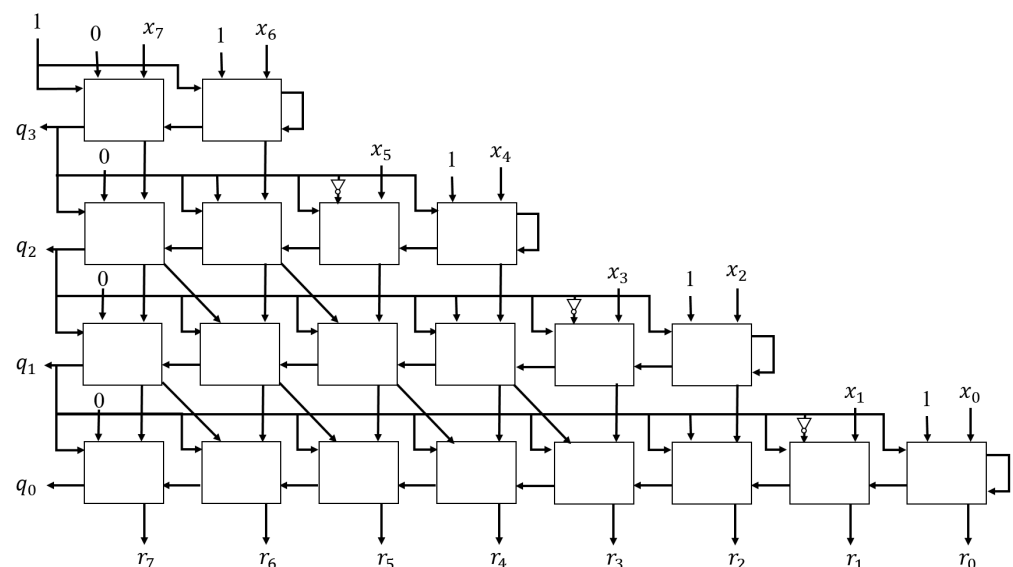 1 0 x₇ 1 x₆
q₃
0 x₅ 1 x₄
q₂
0 x₃ 1 x₂
q₁
0 x₁ 1 x₀
q₀
r₇ r₆ r₅ r₄ r₃ r₂ r₁ r₀